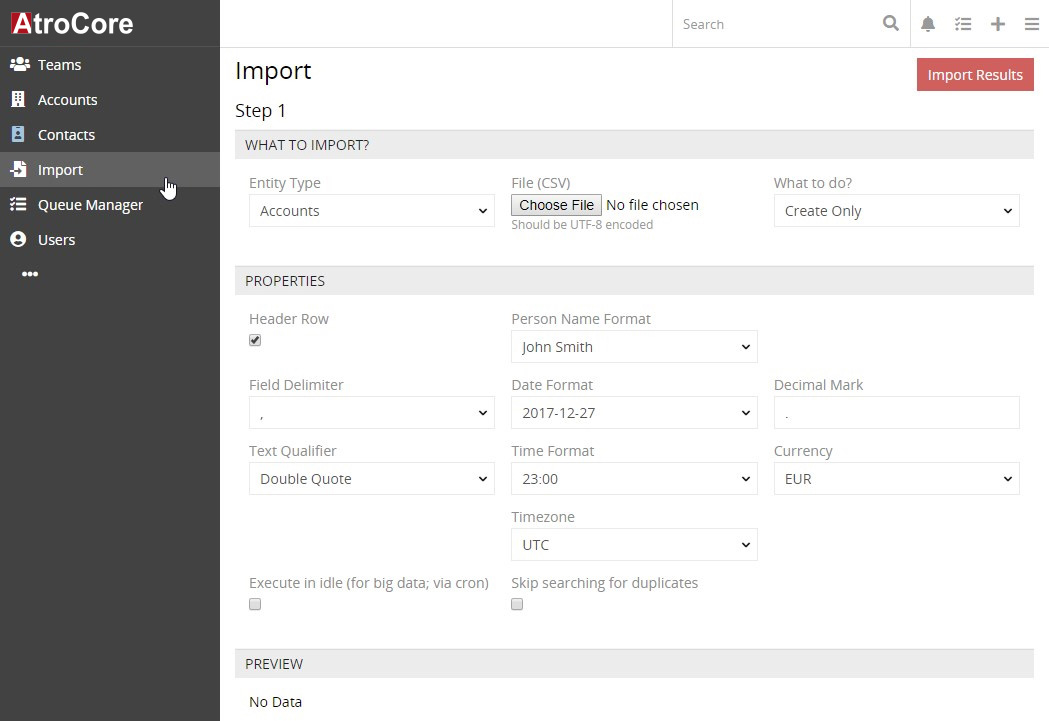 AtroCore
Search
Teams
Accounts
Contacts
Import
Queue Manager
Users
Import
Import Results
Step 1
WHAT TO IMPORT?
Entity Type
File (CSV)
What to do?
Accounts
Choose File No file chosen
Create Only
Should be UTF-8 encoded
PROPERTIES
Header Row
Person Name Format
John Smith
Field Delimiter
Date Format
Decimal Mark
,
2017-12-27
.
Text Qualifier
Time Format
Currency
Double Quote
23:00
EUR
Timezone
UTC
Execute in idle (for big data; via cron)
Skip searching for duplicates
PREVIEW
No Data